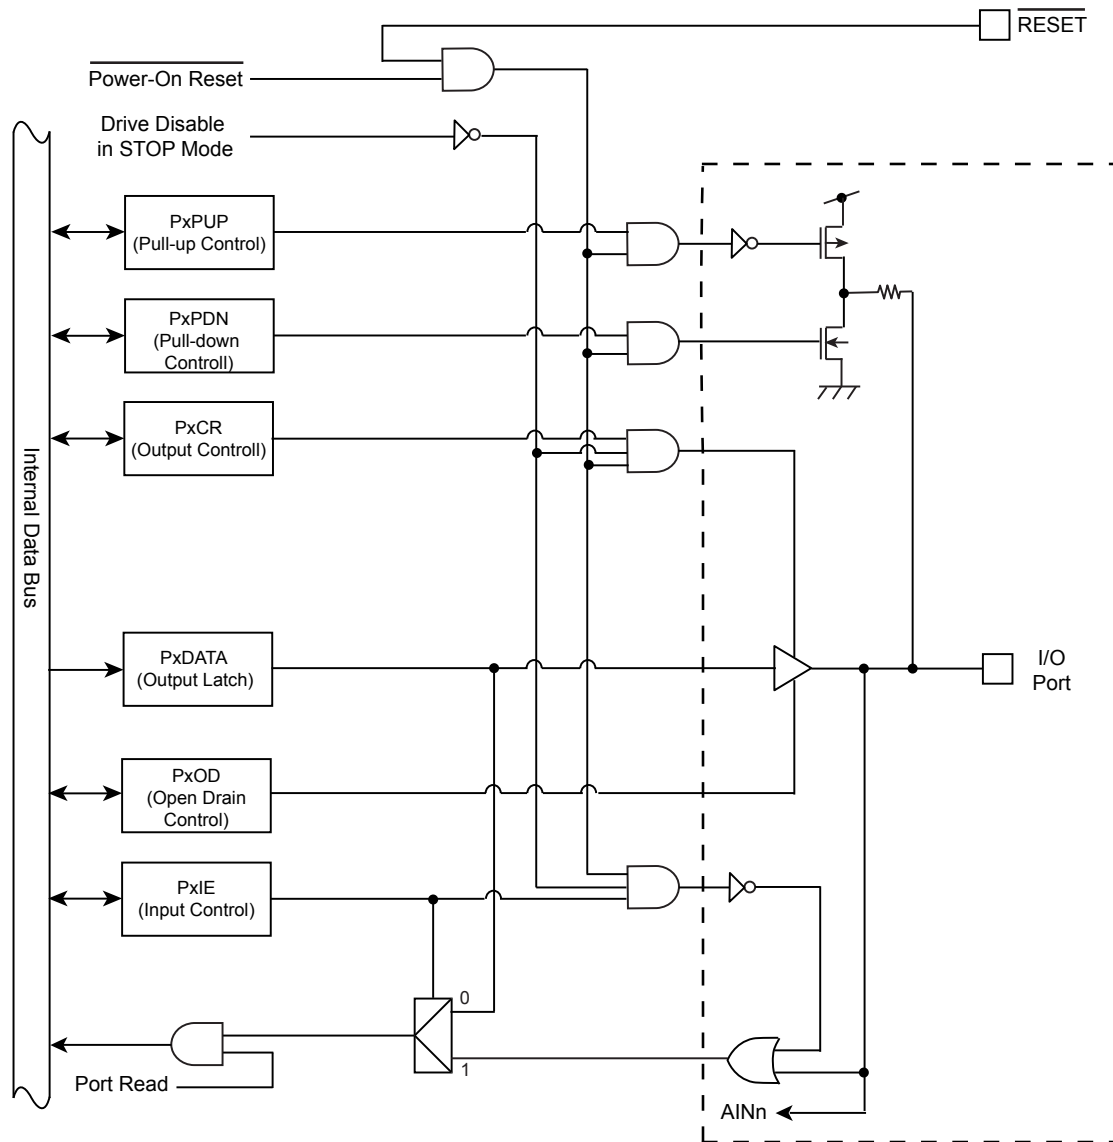 RESET
Power-On Reset
Drive Disable
in STOP Mode
PxPUP
(Pull-up Control)
PxPDN
(Pull-down
Controll)
PxCR
(Output Controll)
Internal Data Bus
PxDATA
(Output Latch)
I/O
Port
PxOD
(Open Drain
Control)
PxIE
(Input Control)
0
1
Port Read
AINn